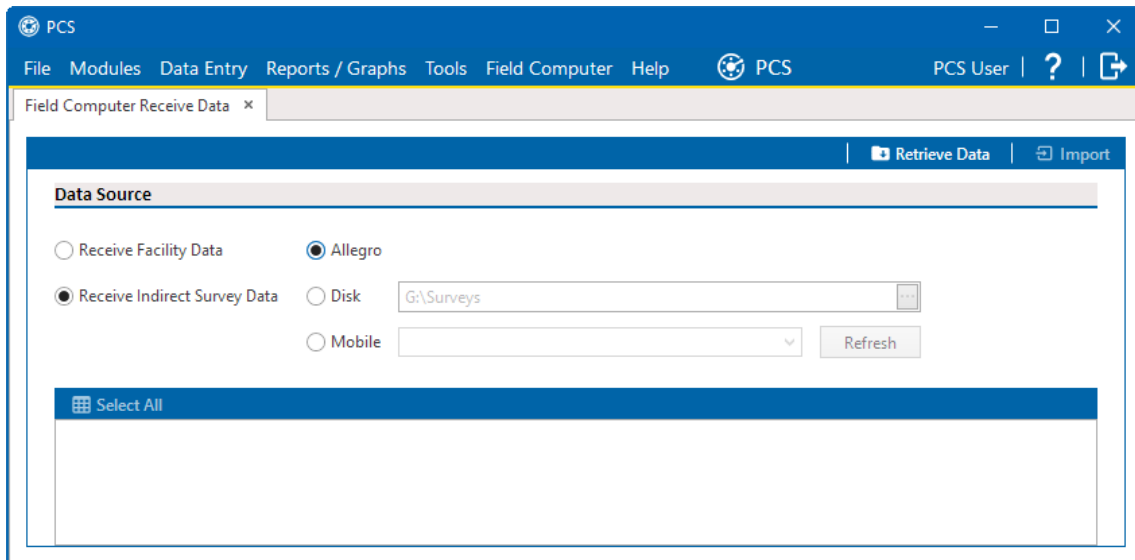 PCS
File Modules Data Entry Reports / Graphs Tools Field Computer Help PCS PCS User | ? |
Field Computer Receive Data ×
Retrieve Data | Import
Data Source
Receive Facility Data Allegro
Receive Indirect Survey Data Disk G:\Surveys ...
Mobile Refresh
Select All